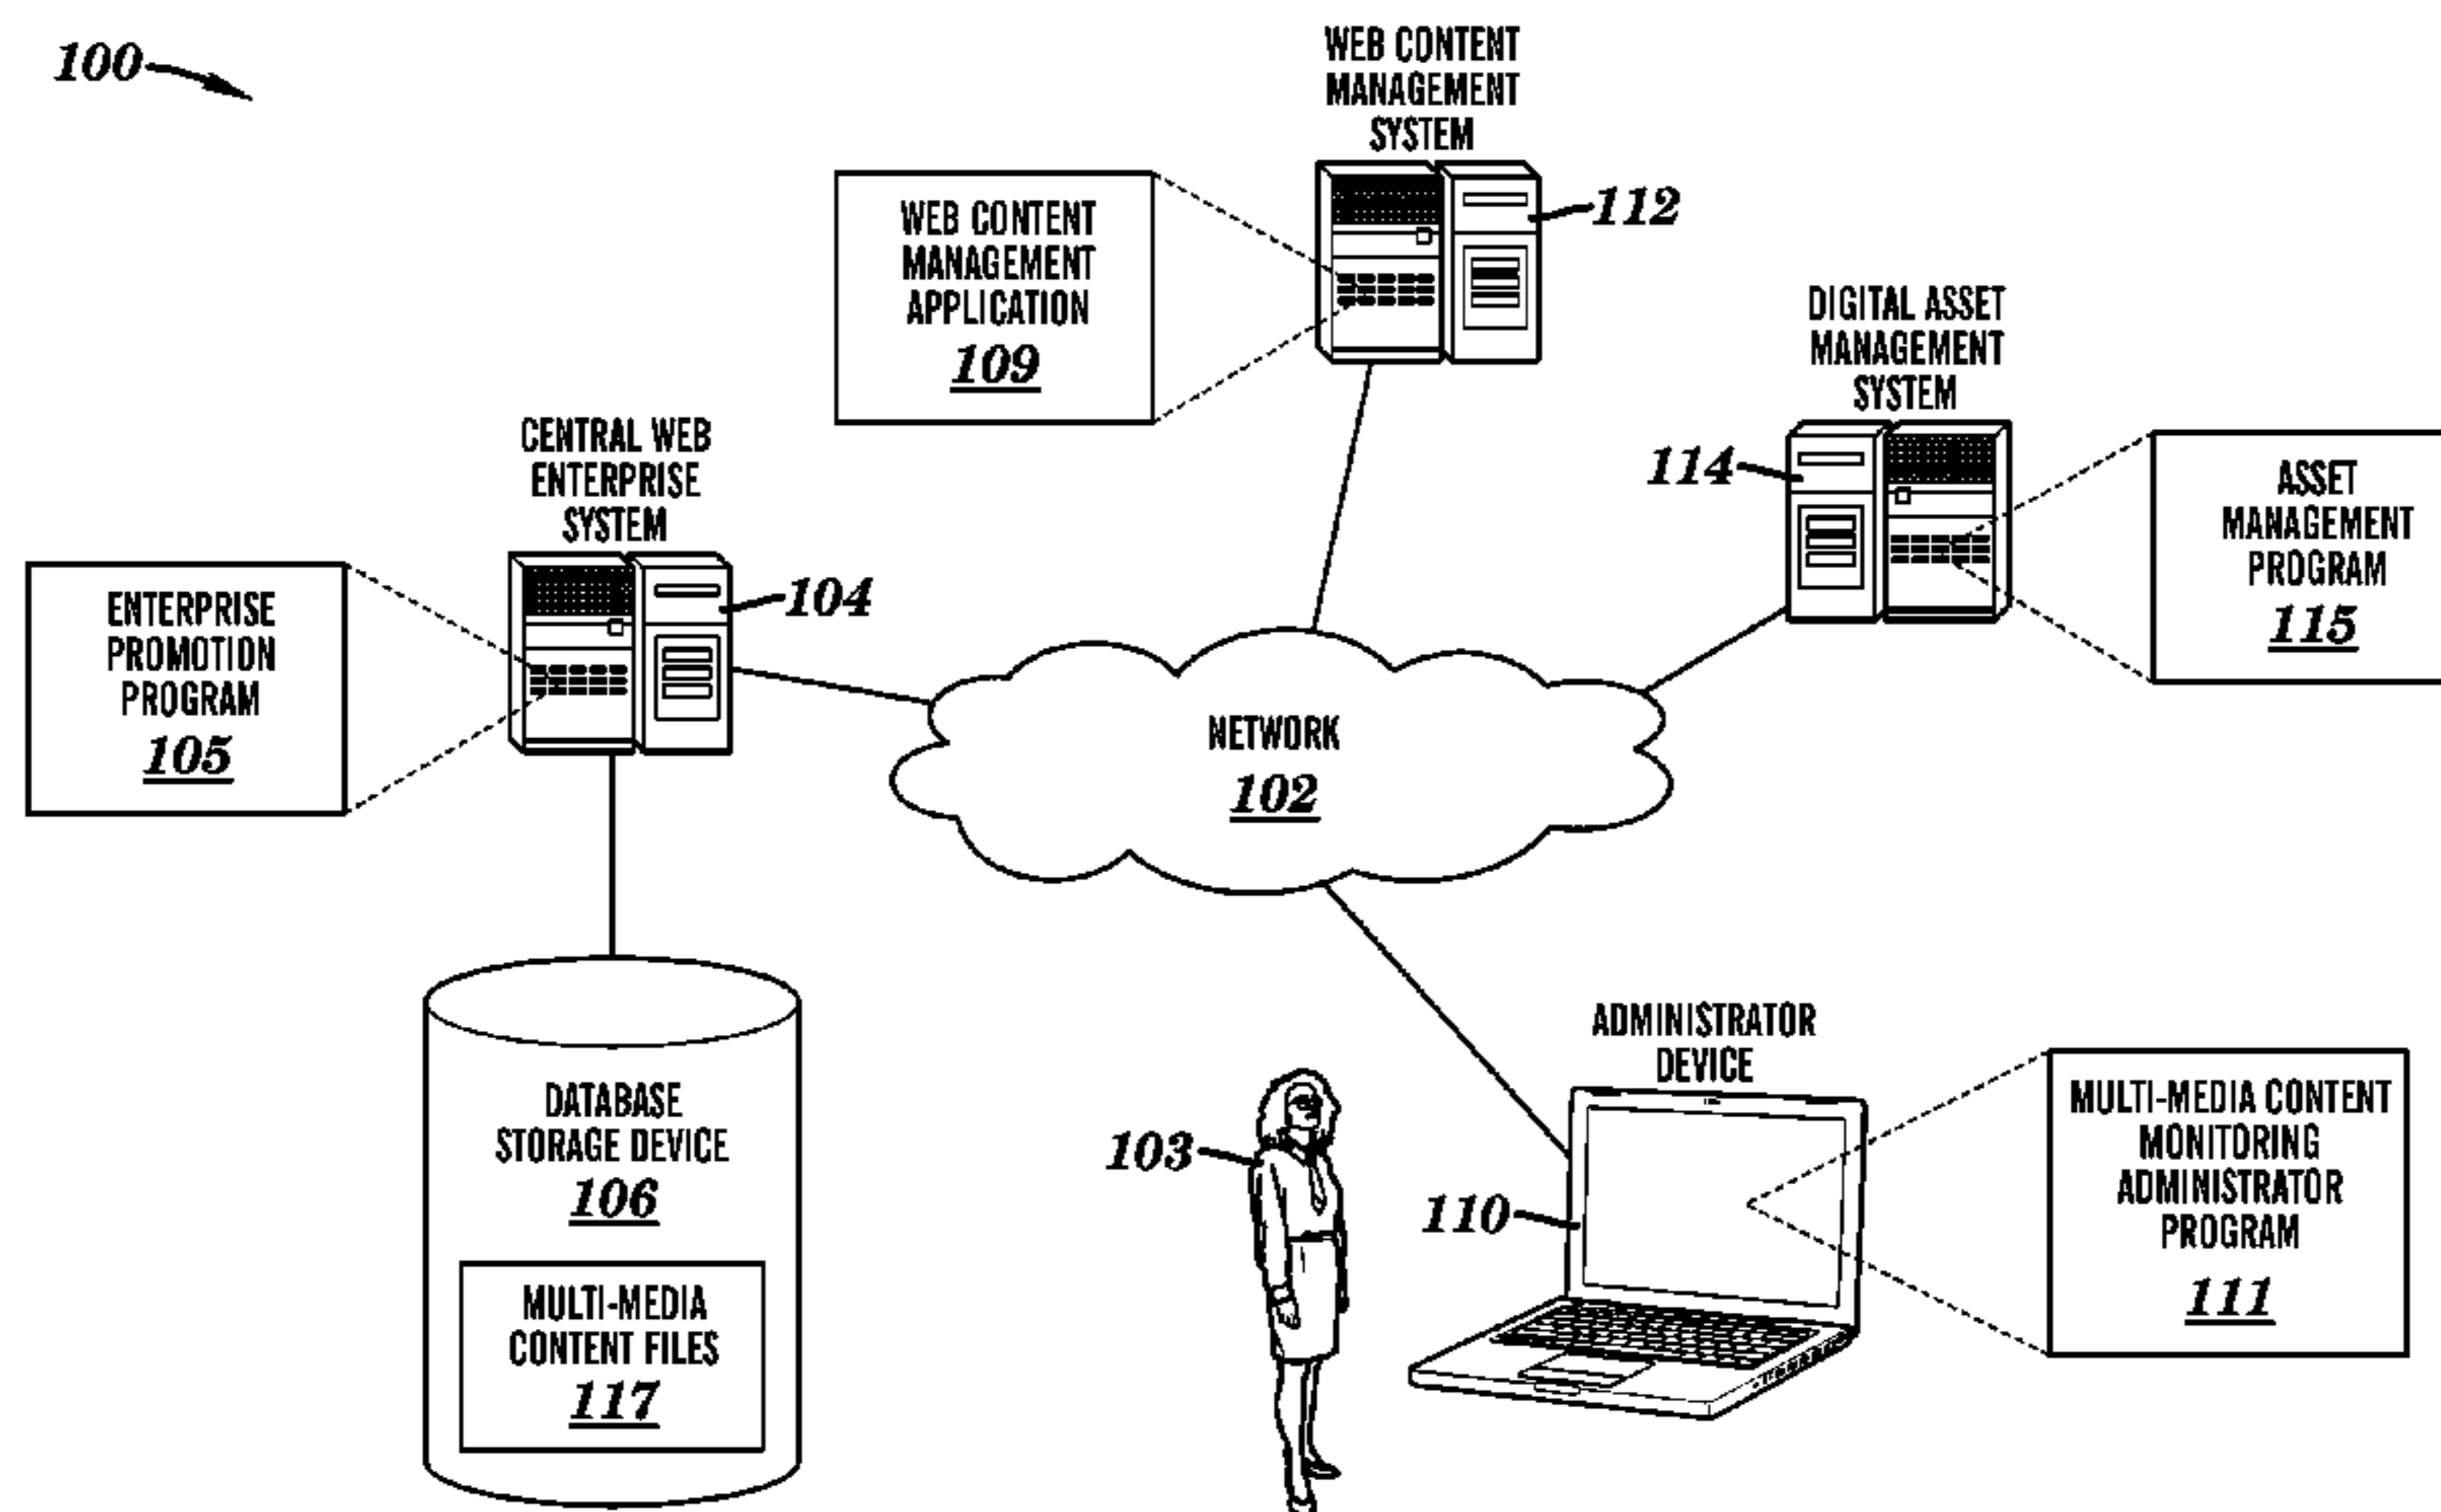 100
WEB CONTENT
MANAGEMENT
SYSTEM
112
WEB CONTENT
MANAGEMENT
APPLICATION
109
DIGITAL ASSET
MANAGEMENT
SYSTEM
114
ASSET
MANAGEMENT
PROGRAM
115
CENTRAL WEB
ENTERPRISE
SYSTEM
104
ENTERPRISE
PROMOTION
PROGRAM
105
NETWORK
102
DATABASE
STORAGE DEVICE
106
MULTI-MEDIA
CONTENT FILES
117
103
ADMINISTRATOR
DEVICE
110
MULTI-MEDIA CONTENT
MONITORING
ADMINISTRATOR
PROGRAM
111